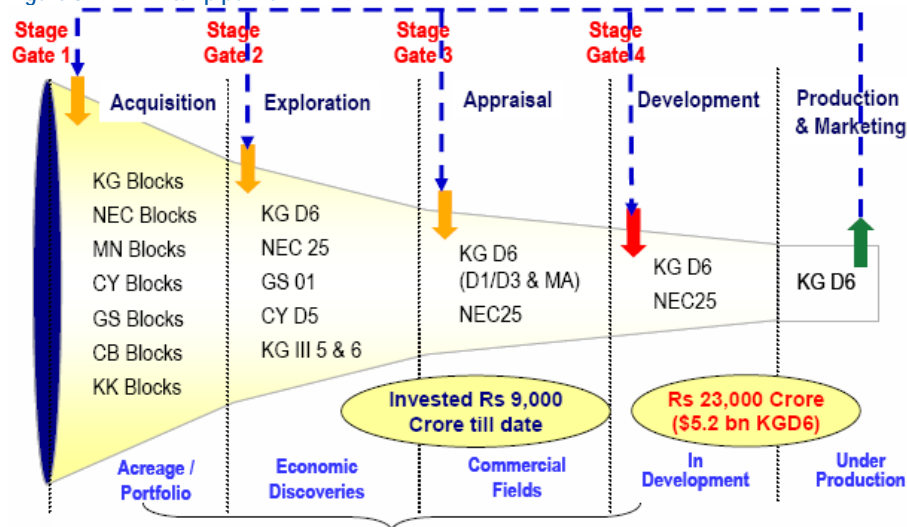 Stage
Gate 1
Stage
Gate 2
Stage
Gate 3
Stage
Gate 4
Acquisition
Exploration
Appraisal
Development
Production
& Marketing
KG Blocks
NEC Blocks
MN Blocks
CY Blocks
GS Blocks
CB Blocks
KK Blocks
KG D6
NEC 25
GS 01
CY D5
KG III 5 & 6
KG D6
(D1/D3 & MA)
NEC25
KG D6
NEC25
KG D6
Invested Rs 9,000
Crore till date
Rs 23,000 Crore
($5.2 bn KGD6)
Acreage /
Portfolio
Economic
Discoveries
Commercial
Fields
In
Development
Under
Production